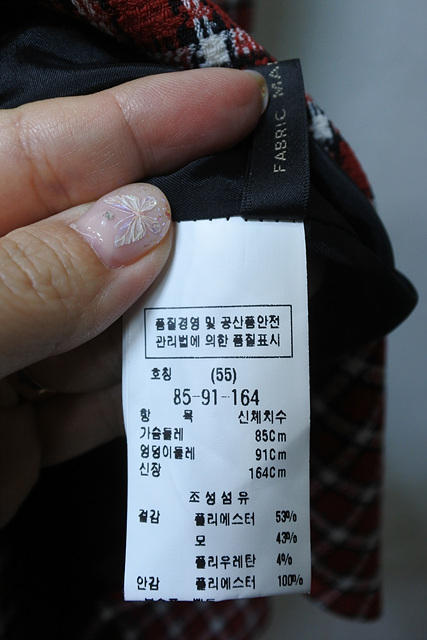 FABRIC MA
품질경영 및 공산품안전
관리법에 의한 품질표시
호칭 (55)
85-91-164
항 목 신체치수
가슴둘레 85Cm
엉덩이둘레 91Cm
신장 164Cm
조성섬유
겉감 폴리에스터 53%
모 43%
폴리우레탄 4%
안감 폴리에스터 100%